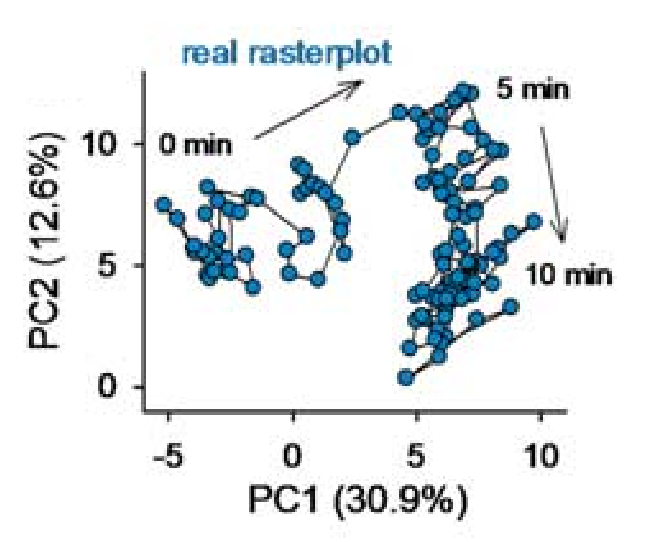 real rasterplot
5 min
0 min
10 min
10
5
0
PC2 (12.6%)
-5 0 5 10
PC1 (30.9%)